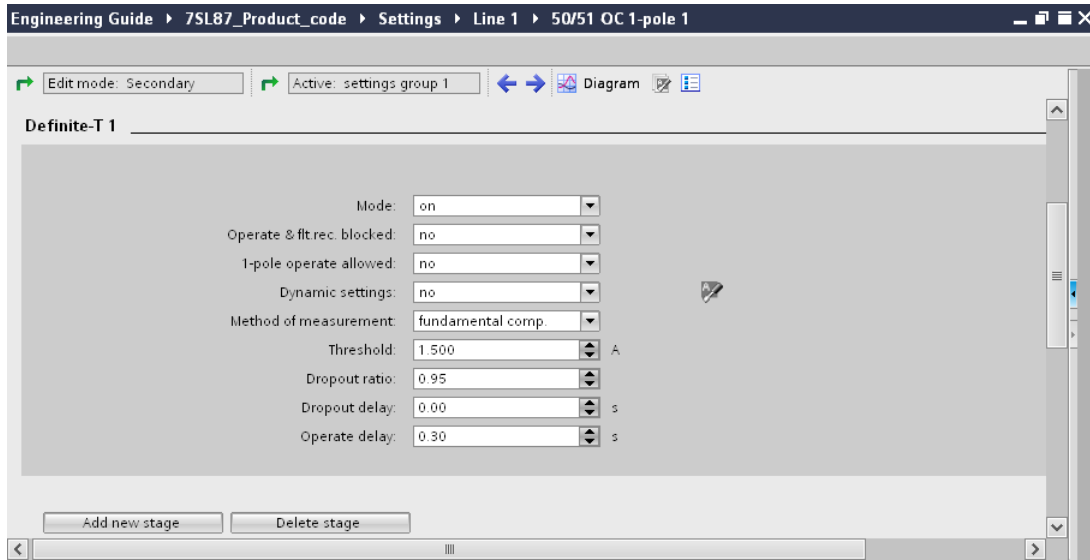 Engineering Guide ▸ 7SL87_Product_code ▸ Settings ▸ Line 1 ▸ 50/51 OC 1-pole 1
Edit mode: Secondary Active: settings group 1 Diagram
Definite-T 1
Mode: on
Operate & flt.rec. blocked: no
1-pole operate allowed: no
Dynamic settings: no
Method of measurement: fundamental comp.
Threshold: 1.500 A
Dropout ratio: 0.95
Dropout delay: 0.00 s
Operate delay: 0.30 s
Add new stage Delete stage